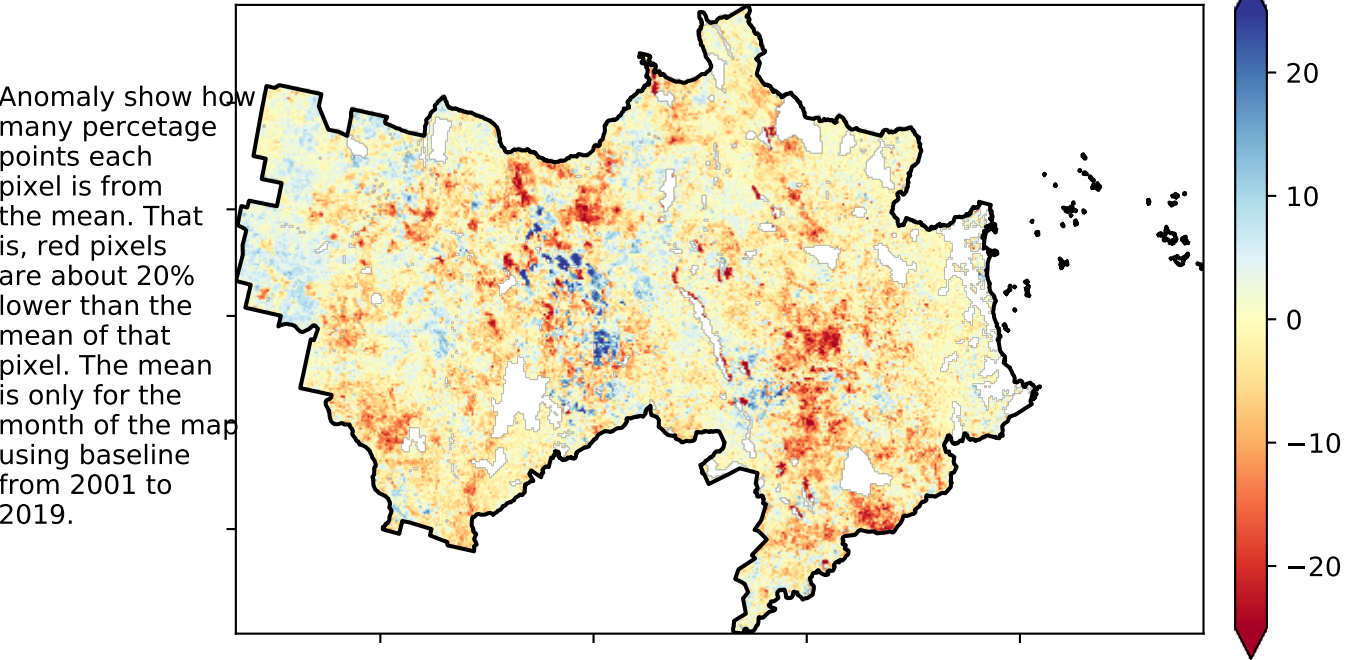 Anomaly show how
many percetage
points each
pixel is from
the mean. That
is, red pixels
are about 20%
lower than the
mean of that
pixel. The mean
is only for the
month of the map
using baseline
from 2001 to
2019.
20
10
0
−10
−20